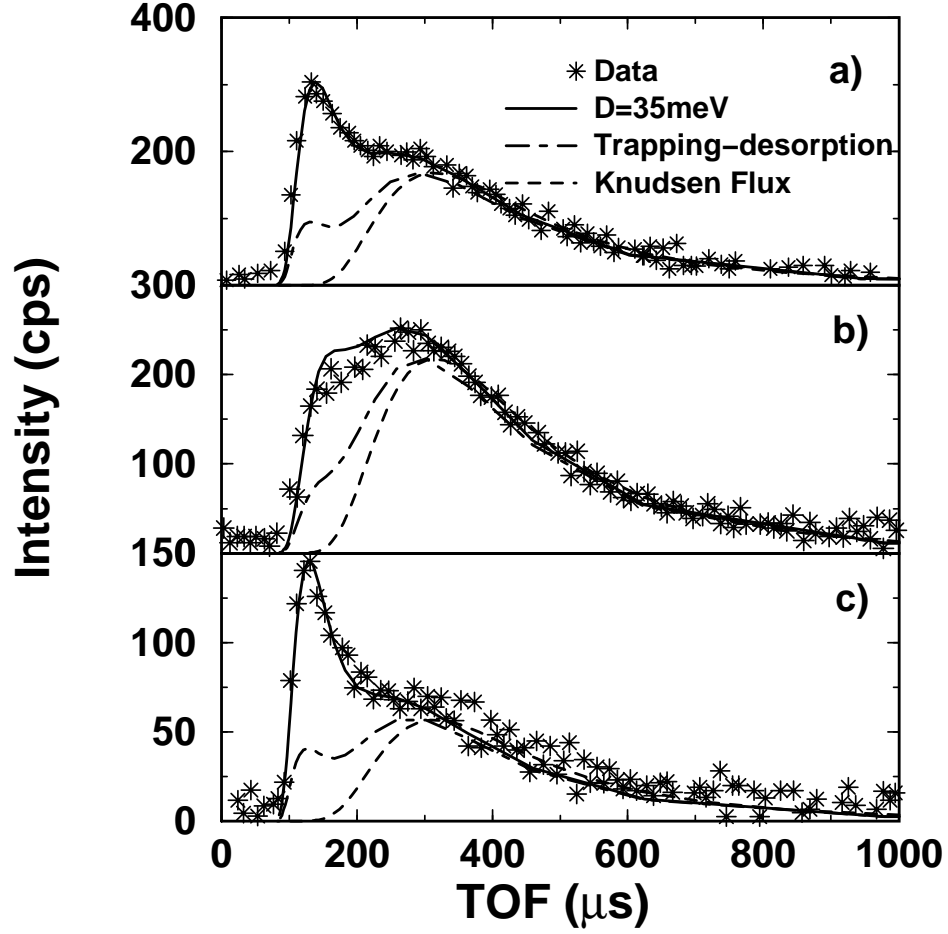 400
a)
Data
D=35meV
200
Trapping–desorption
Knudsen Flux
300
b)
200
Intensity (cps)
100
150
c)
100
50
0
0 200 400 600 800 1000
TOF (μs)